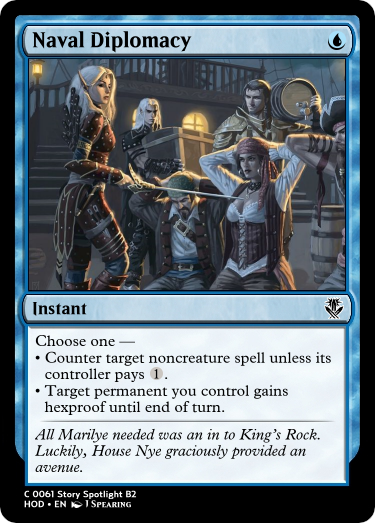 Naval Diplomacy
Instant
Choose one —
• Counter target noncreature spell unless its
controller pays 1.
• Target permanent you control gains
hexproof until end of turn.
All Marilye needed was an in to King's Rock.
Luckily, House Nye graciously provided an
avenue.
C 0061 Story Spotlight B2
HOD • EN 1 SPEARING